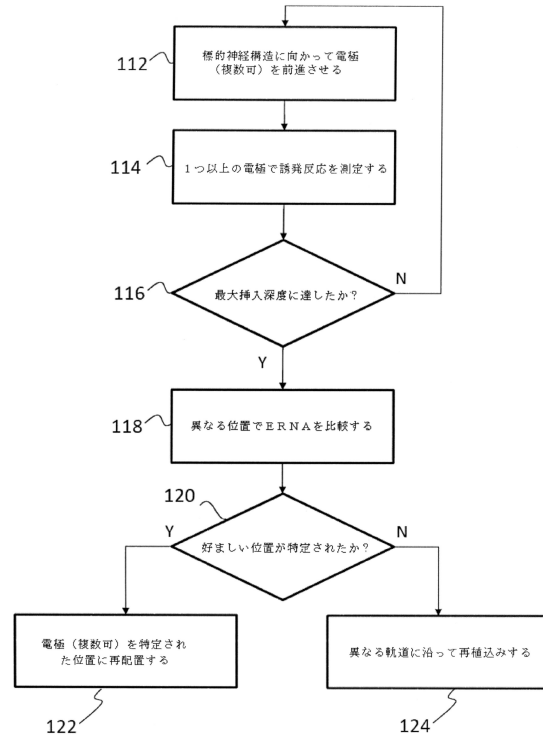 112
標的神経構造に向かって電極
（複数可）を前進させる
114
１つ以上の電極で誘発反応を測定する
116
最大挿入深度に達したか？
N
Y
118
異なる位置でＥＲＮＡを比較する
120
好ましい位置が特定されたか？
Y
N
電極（複数可）を特定され
た位置に再配置する
異なる軌道に沿って再植込みする
122
124